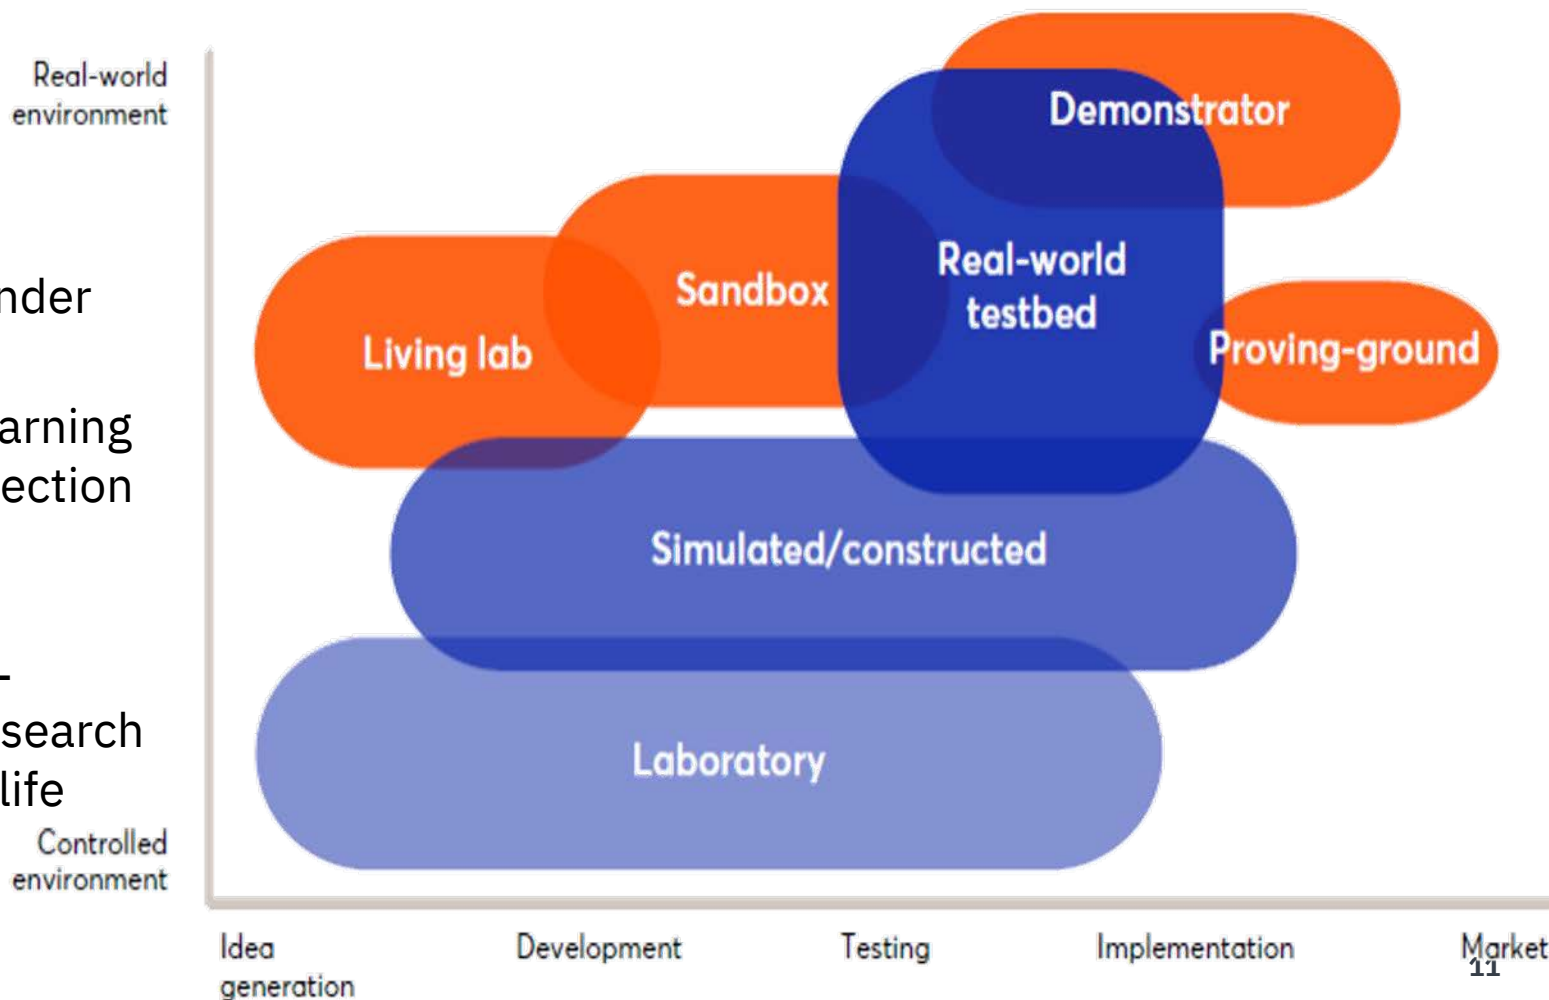 Real-world
environment
Demonstrator
Real-world
testbed
Sandbox
Living lab
Proving-ground
nder
arning
ection
Simulated/constructed
-
search
life
Laboratory
Controlled
environment
Idea
generation
Development
Testing
Implementation
Market
11